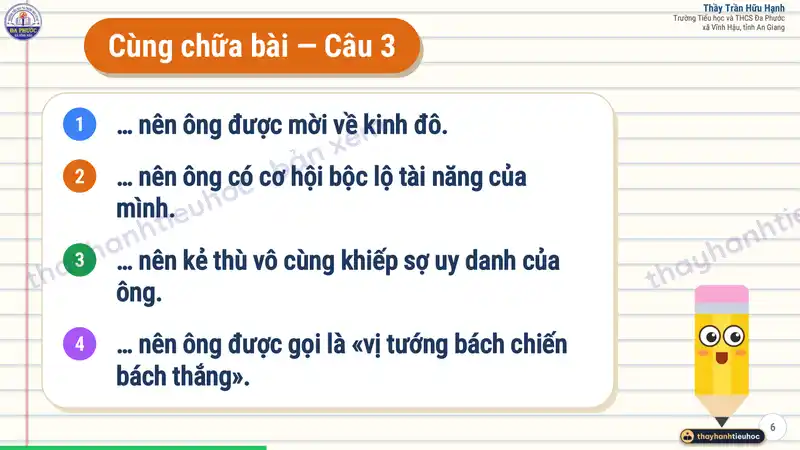 Thầy Trần Hữu Hạnh
Trường Tiểu học và THCS Đa Phước
xã Vĩnh Hậu, tỉnh An Giang
ĐA PHƯỚC
Cùng chữa bài – Câu 3
1 … nên ông được mời về kinh đô.
2 … nên ông có cơ hội bộc lộ tài năng của
mình.
3 … nên kẻ thù vô cùng khiếp sợ uy danh của
ông.
4 … nên ông được gọi là «vị tướng bách chiến
bách thắng».
6
thayhanhtieuhoc